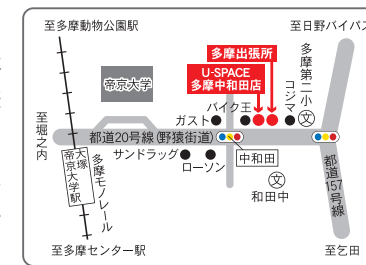 至多摩動物公園駅
至日野バイパス
多摩出張所
U-SPACE
多摩中和田店
帝京大学
多摩第二小
文
コジマ
バイク王
ガスト
至堀之内
都道20号線(野猿街道)
サンドラッグ
ローソン
中和田
文
和田中
大塚
帝京大学駅
多摩モノレール
都道157号線
至多摩センター駅
至乞田